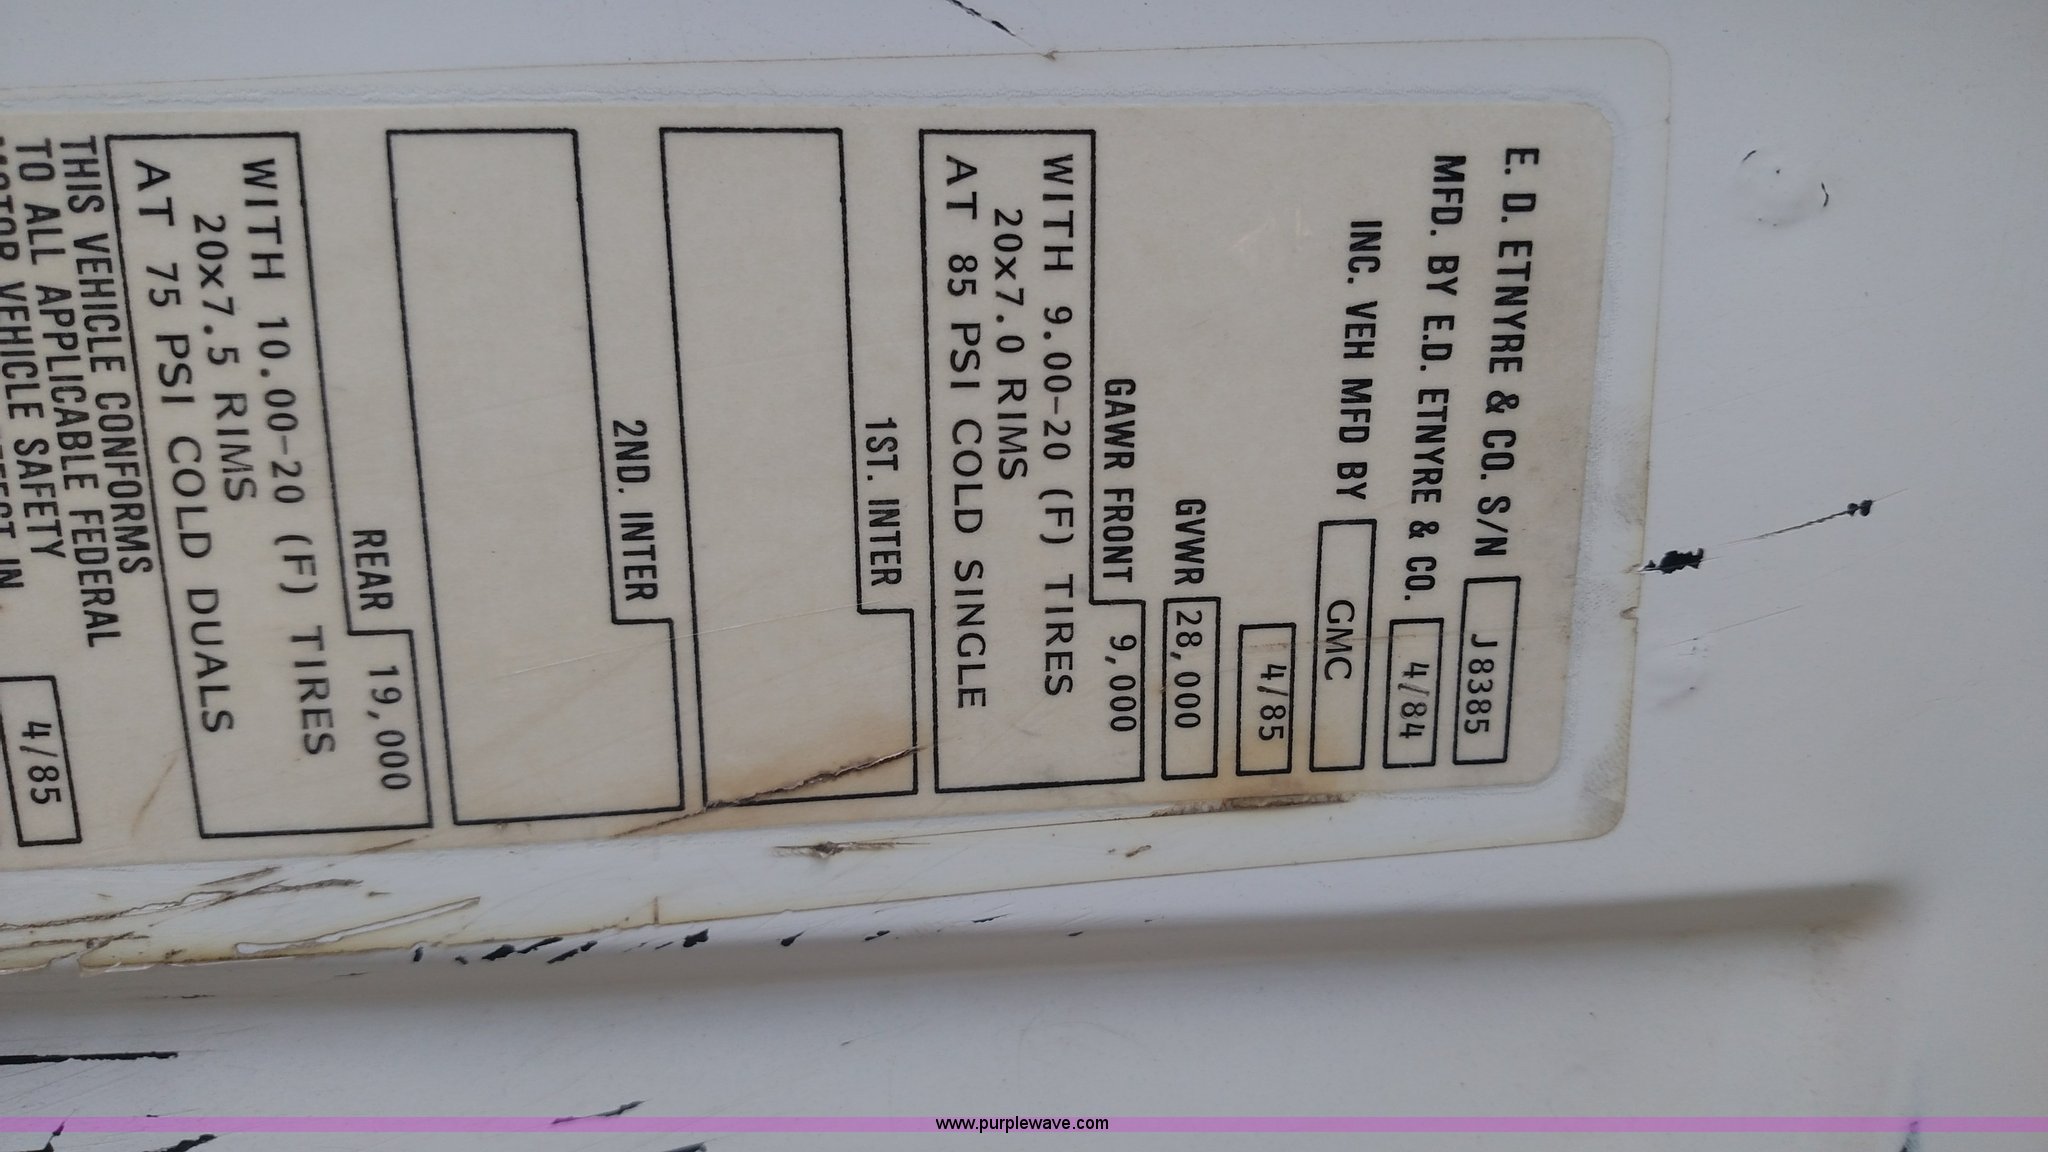 E. D. ETNYRE & CO. S/N J8385
MFD. BY E.D. ETNYRE & CO. 4/84
INC. VEH MFD BY GMC
4/85
GVWR 28,000
GAWR FRONT 9,000
WITH 9.00-20 (F) TIRES
20x7.0 RIMS
AT 85 PSI COLD SINGLE
1ST. INTER
2ND. INTER
REAR 19,000
WITH 10.00-20 (F) TIRES
20x7.5 RIMS
AT 75 PSI COLD DUALS
THIS VEHICLE CONFORMS
TO ALL APPLICABLE FEDERAL
MOTOR VEHICLE SAFETY
IN 4/85
www.purplewave.com